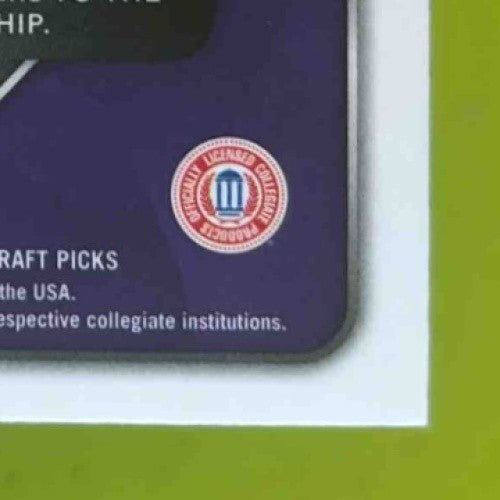 HIP.
OFFICIALLY LICENSED COLLEGIATE PRODUCTS
RAFT PICKS
the USA.
espective collegiate institutions.